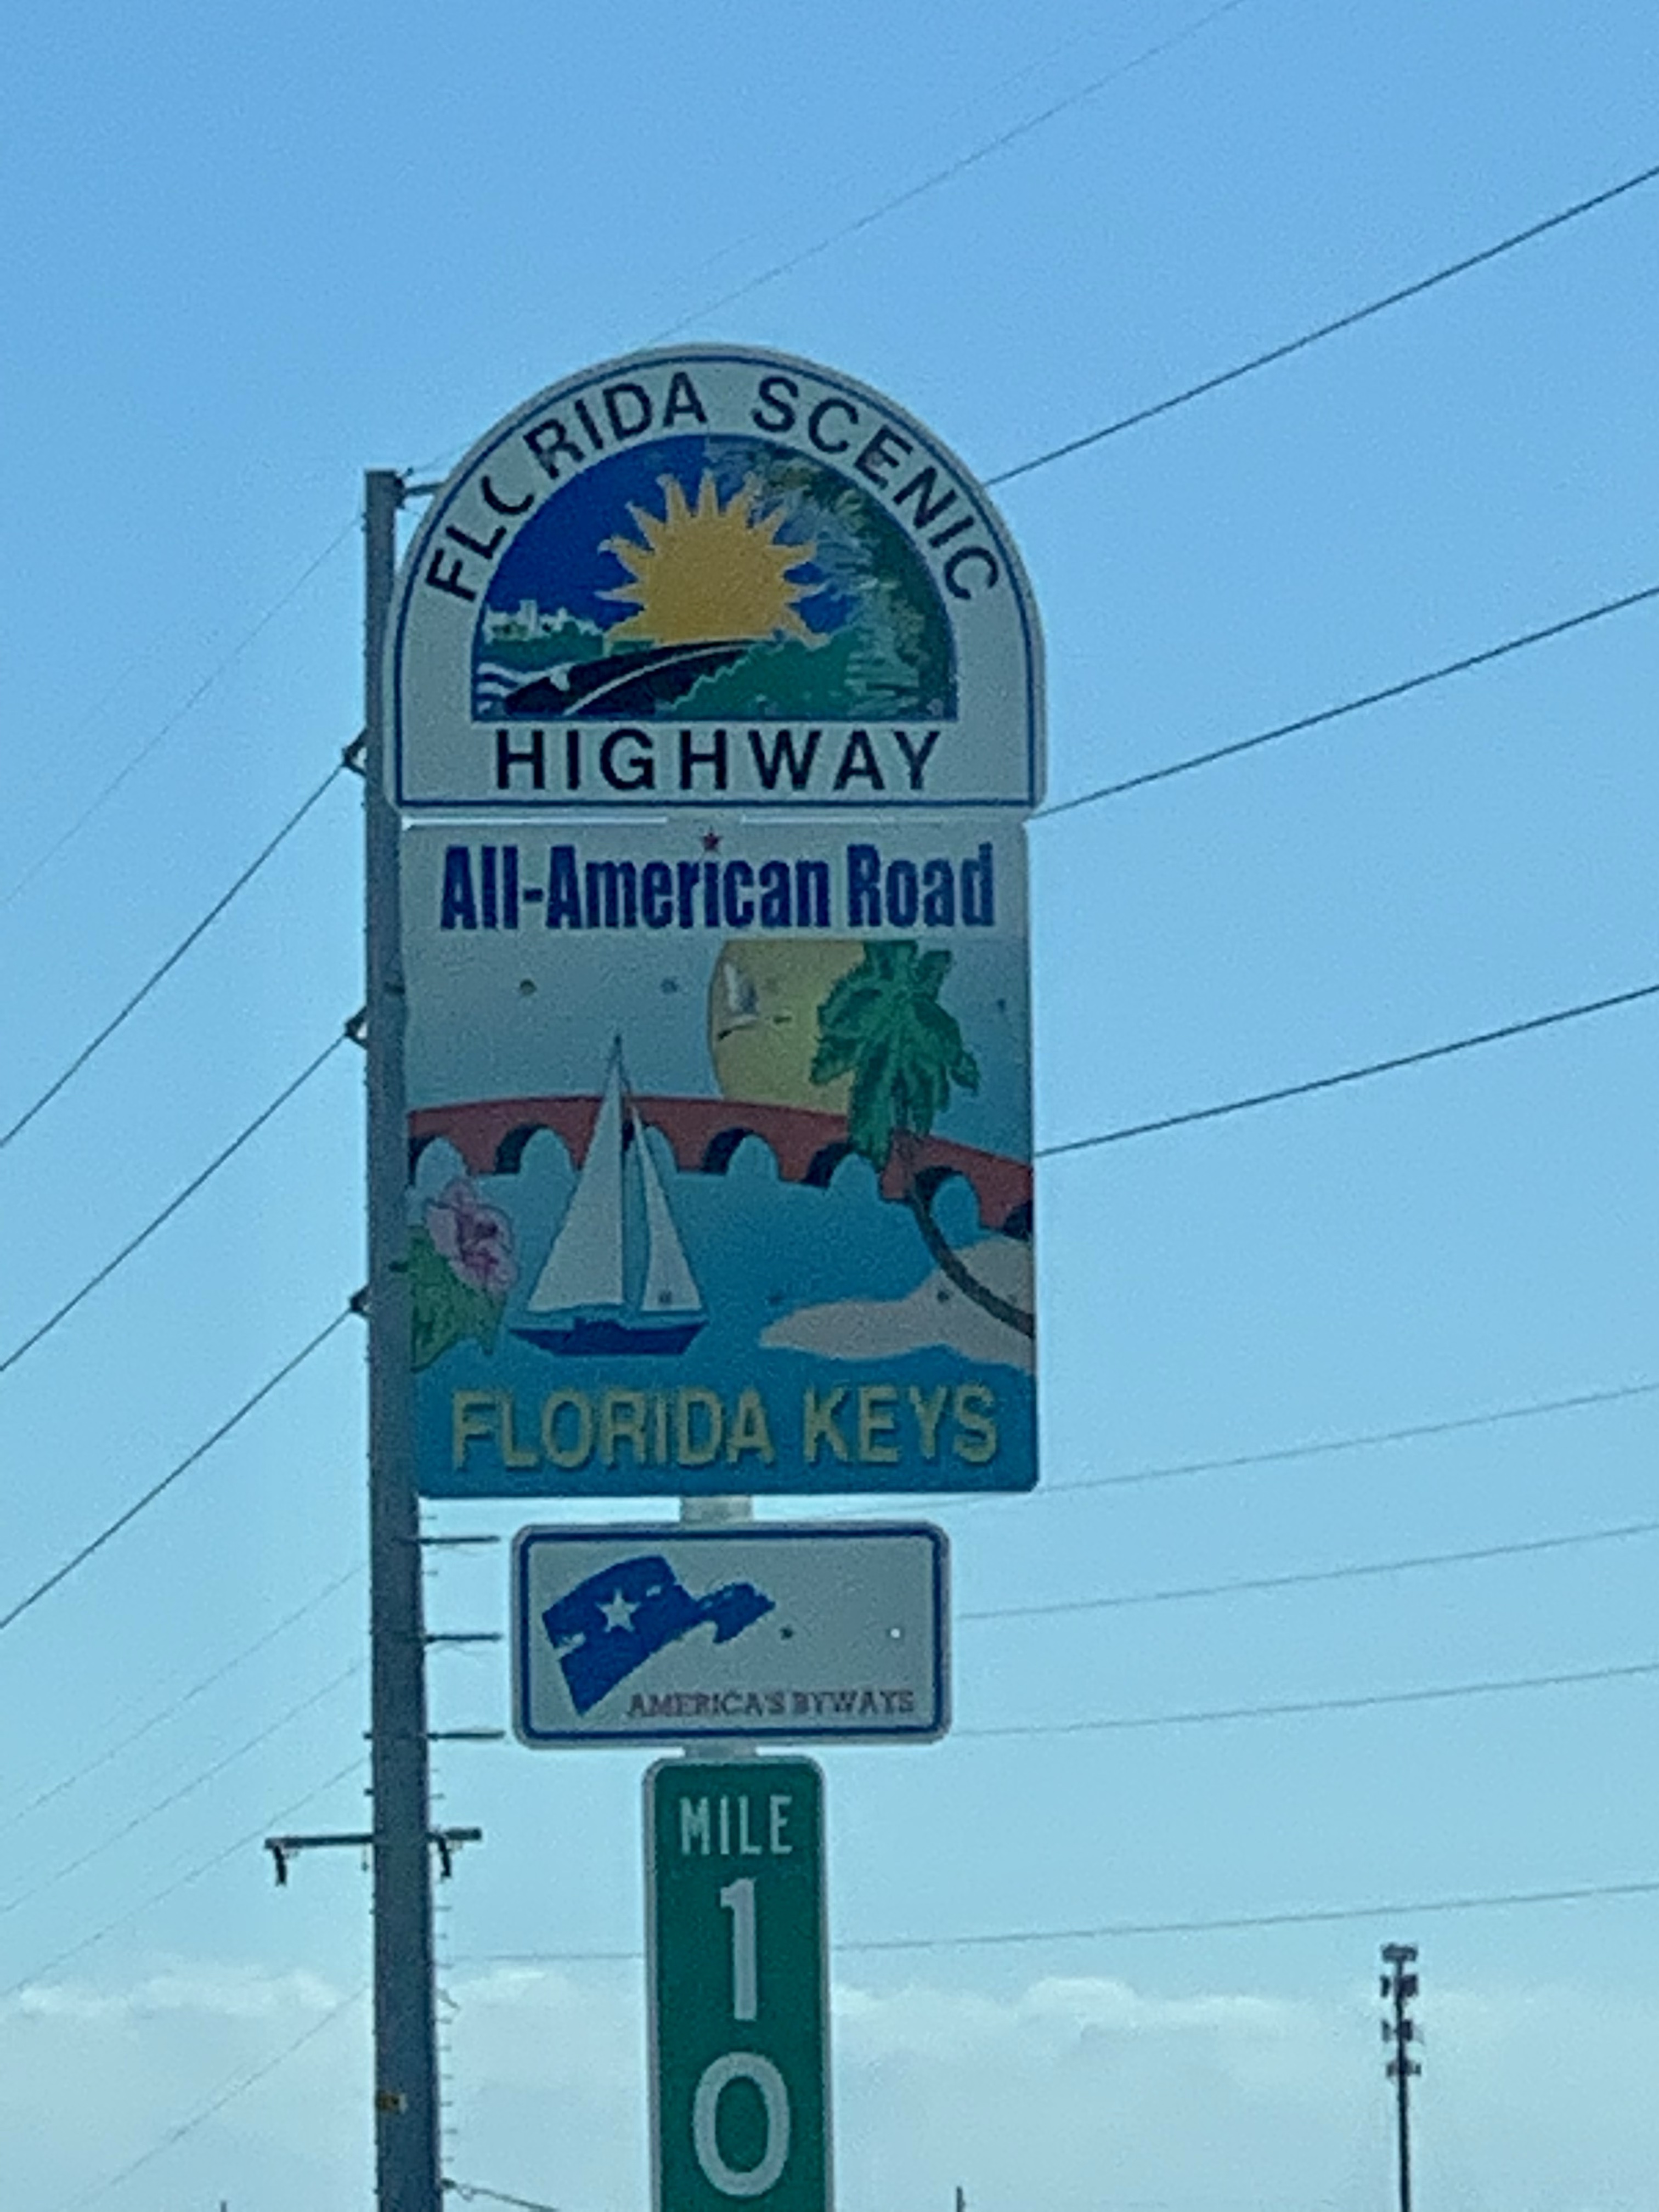 FLORIDA SCENIC
HIGHWAY
All-American Road
FLORIDA KEYS
AMERICA'S BYWAYS
MILE
1
0